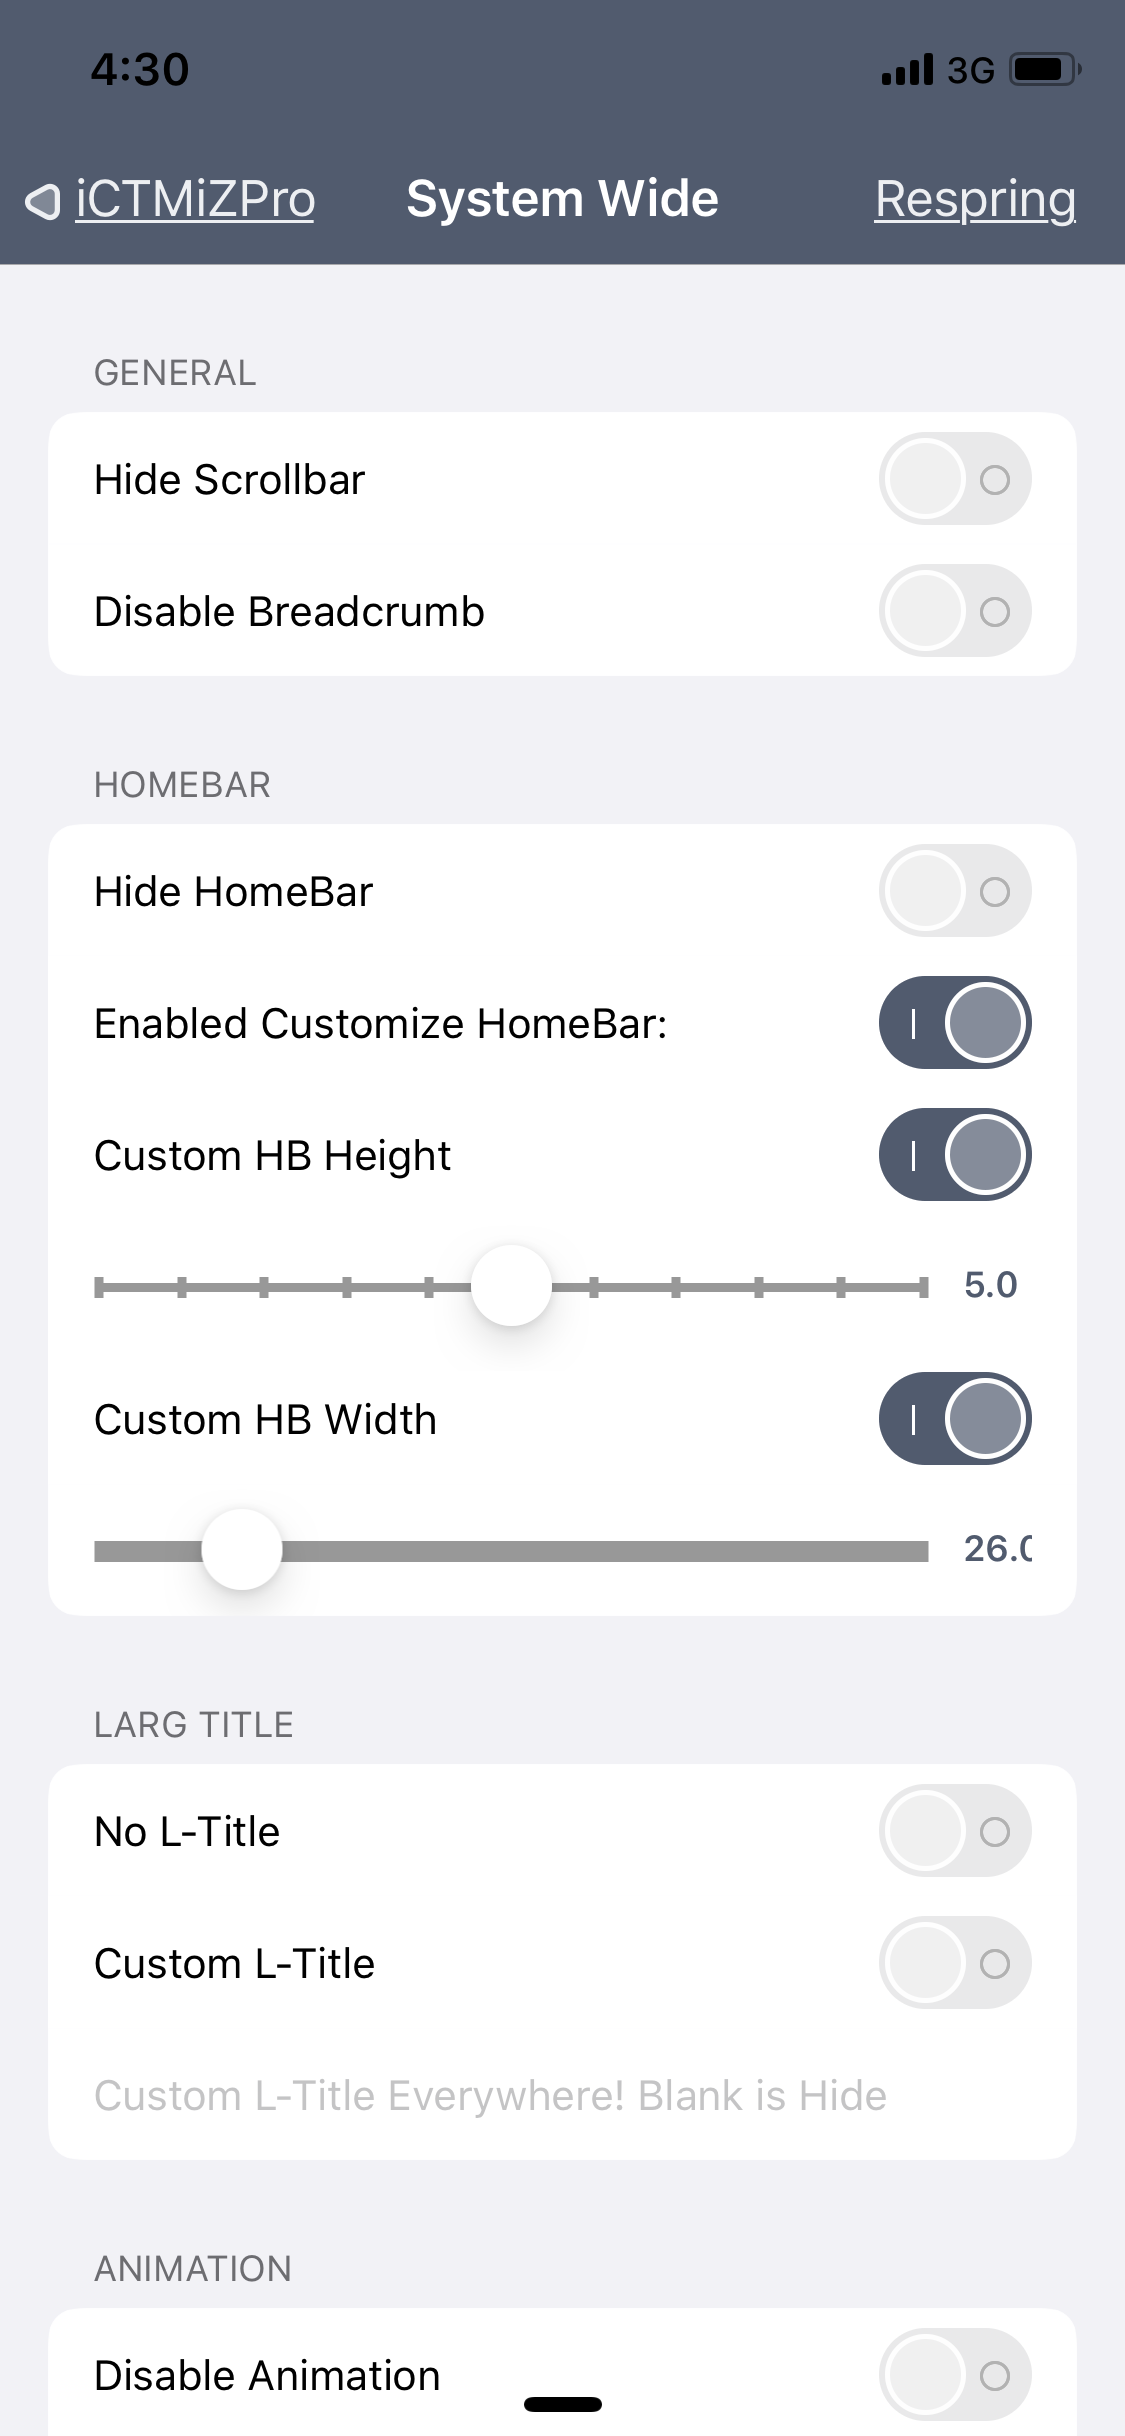 4:30 3G
iCTMiZPro System Wide Respring
GENERAL
Hide Scrollbar
Disable Breadcrumb
HOMEBAR
Hide HomeBar
Enabled Customize HomeBar:
Custom HB Height
5.0
Custom HB Width
26.0
LARG TITLE
No L-Title
Custom L-Title
Custom L-Title Everywhere! Blank is Hide
ANIMATION
Disable Animation